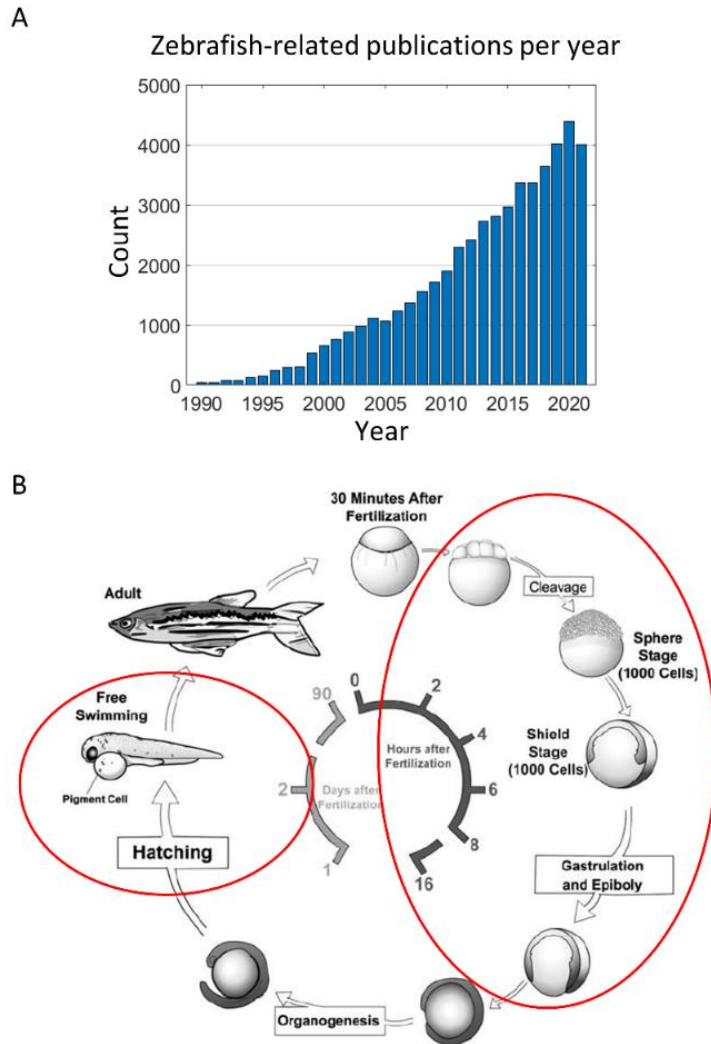 A
Zebrafish-related publications per year
5000
4000
3000
2000
1000
0
Count
1990 1995 2000 2005 2010 2015 2020
Year
B
30 Minutes After
Fertilization
Cleavage
Adult
Sphere
Stage
(1000 Cells)
Free
Swimming
Pigment Cell
90
0
2
4
Shield
Stage
(1000 Cells)
Hours after
Fertilization
6
2
Days after
Fertilization
8
1
16
Hatching
Gastrulation
and Epiboly
Organogenesis